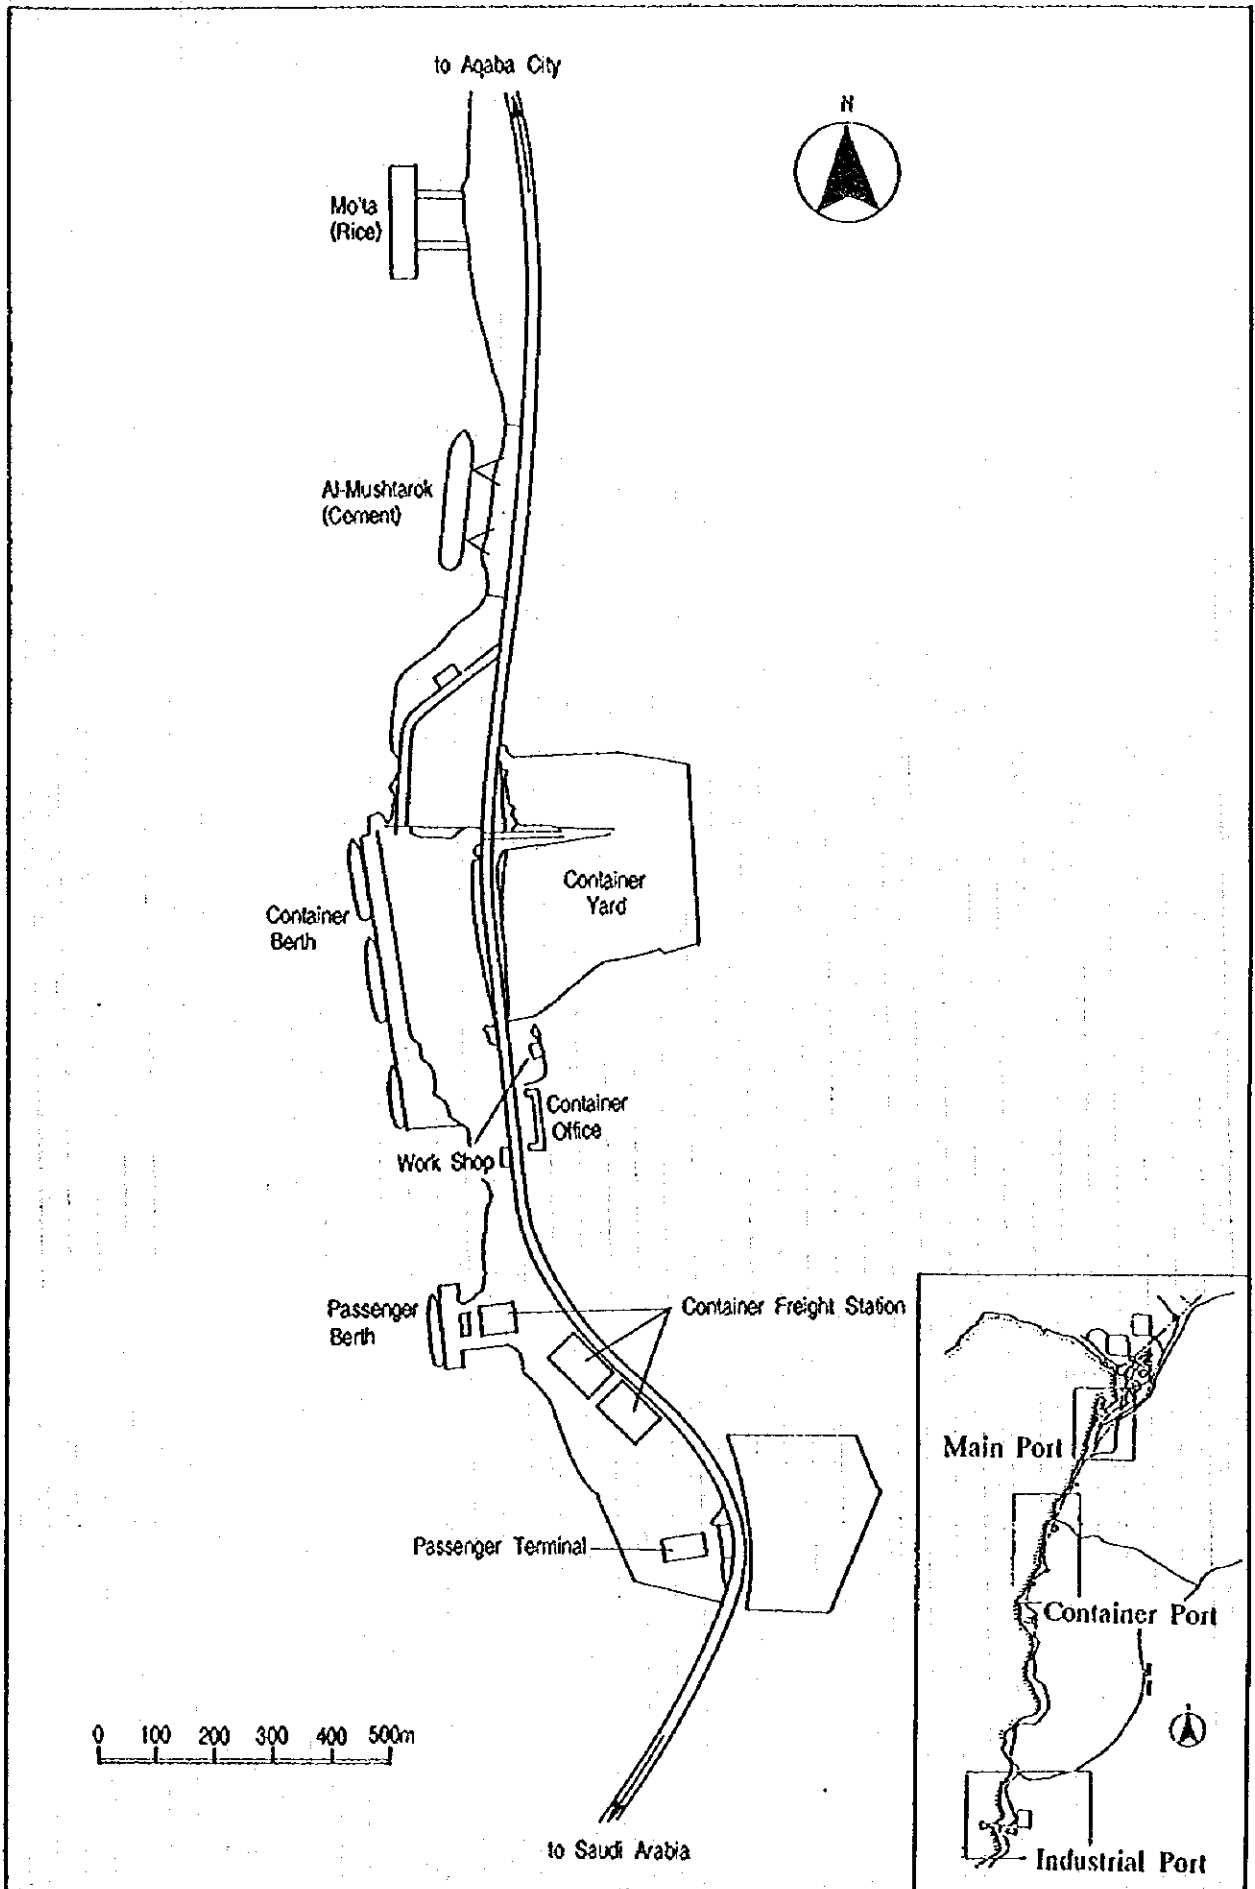 to Aqaba City
N
Mo'ta
(Rice)
Al-Mushtarok
(Cement)
Container
Yard
Container
Berth
Container
Office
Work Shop
Passenger
Berth
Container Freight Station
Main Port
Passenger Terminal
Container Port
0 100 200 300 400 500m
to Saudi Arabia
Industrial Port